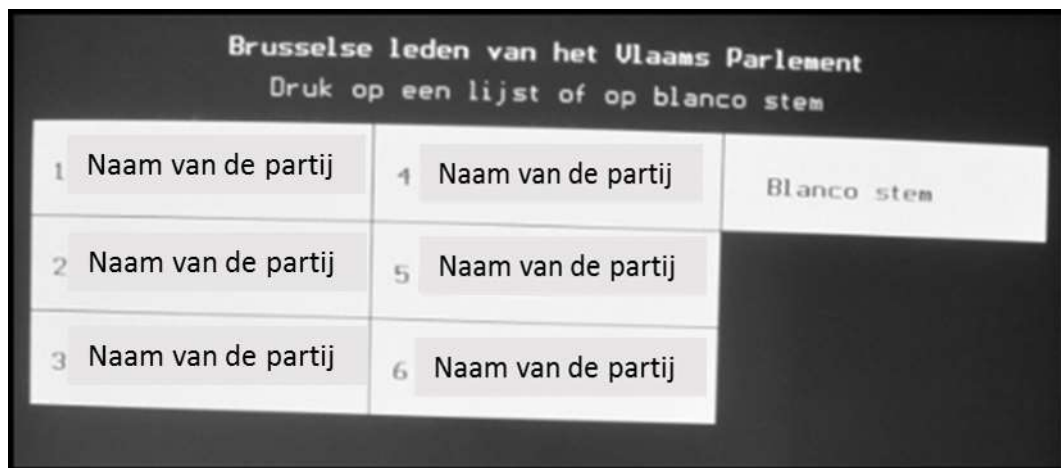 Brusselse leden van het Vlaams Parlement
Druk op een lijst of op blanco stem
1 Naam van de partij
4 Naam van de partij
Blanco stem
2 Naam van de partij
5 Naam van de partij
3 Naam van de partij
6 Naam van de partij